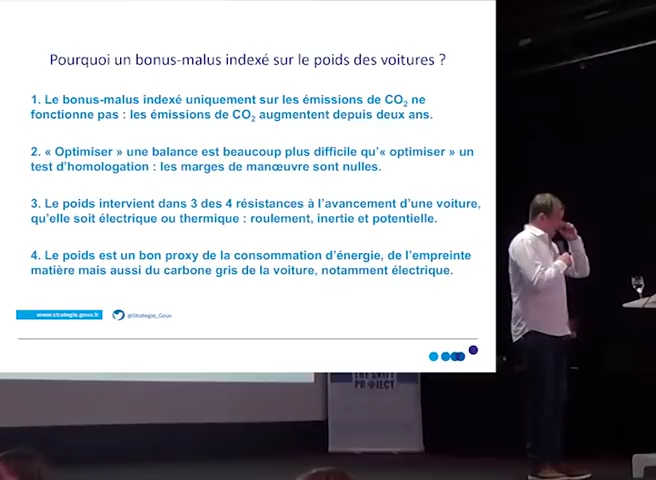 Pourquoi un bonus-malus indexé sur le poids des voitures ?
1. Le bonus-malus indexé uniquement sur les émissions de CO₂ ne
fonctionne pas : les émissions de CO₂ augmentent depuis deux ans.
2. « Optimiser » une balance est beaucoup plus difficile qu'« optimiser » un
test d'homologation : les marges de manœuvre sont nulles.
3. Le poids intervient dans 3 des 4 résistances à l'avancement d'une voiture,
qu'elle soit électrique ou thermique : roulement, inertie et potentielle.
4. Le poids est un bon proxy de la consommation d'énergie, de l'empreinte
matière mais aussi du carbone gris de la voiture, notamment électrique.
www.strategie.gouv.fr
@Strategie_Gouv
THE SHIFT
PROJECT